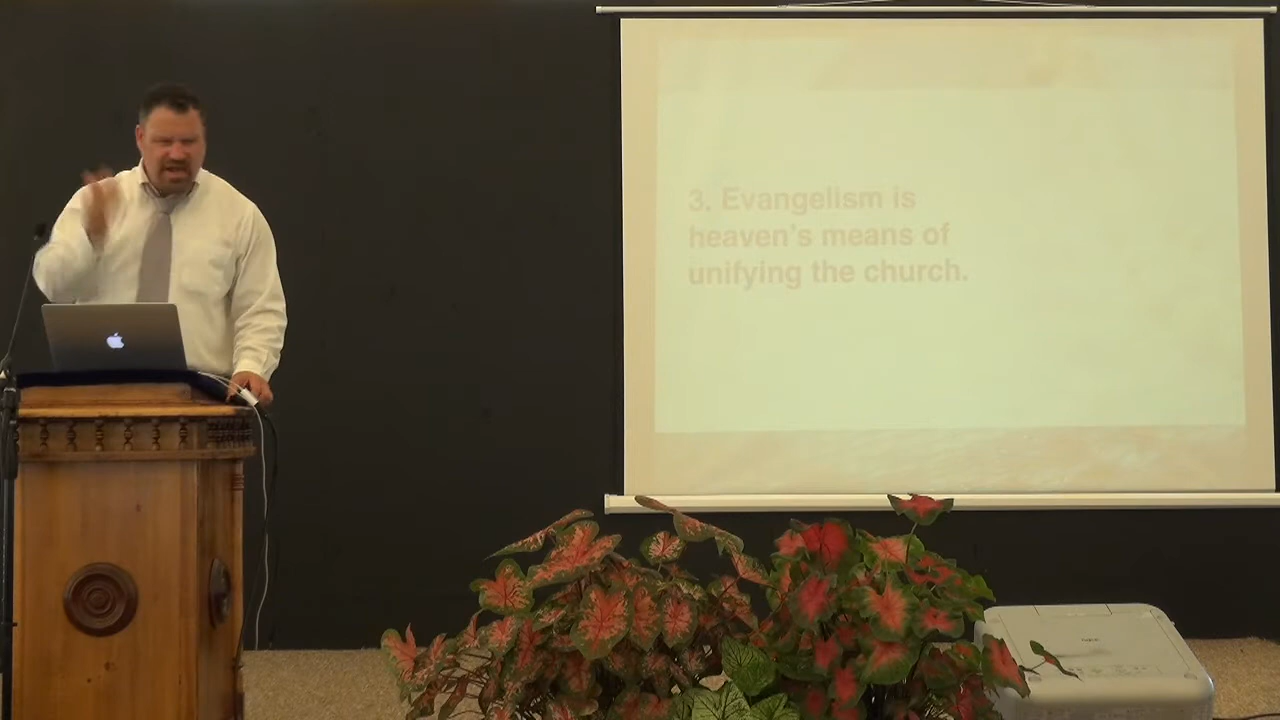 3. Evangelism is
heaven's means of
unifying the church.